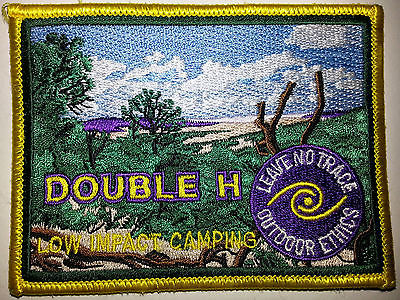 DOUBLE H
LOW IMPACT CAMPING
LEAVE NO TRACE
OUTDOOR ETHICS